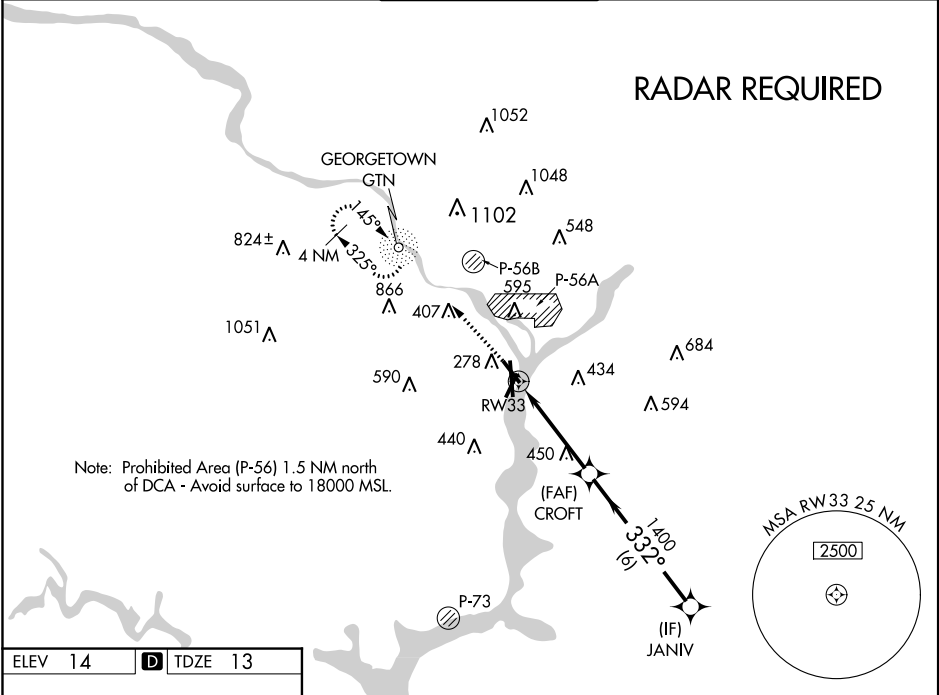 RADAR REQUIRED
1052
GEORGETOWN
GTN
1048
1102
145°
548
824±
4 NM
325°
P-56B
P-56A
866
595
407
1051
278
684
590
434
RW33
594
440
450
Note: Prohibited Area (P-56) 1.5 NM north
of DCA - Avoid surface to 18000 MSL.
(FAF)
CROFT
1400
332°
(6)
MSA RW33 25 NM
2500
P-73
(IF)
JANIV
ELEV 14 D TDZE 13